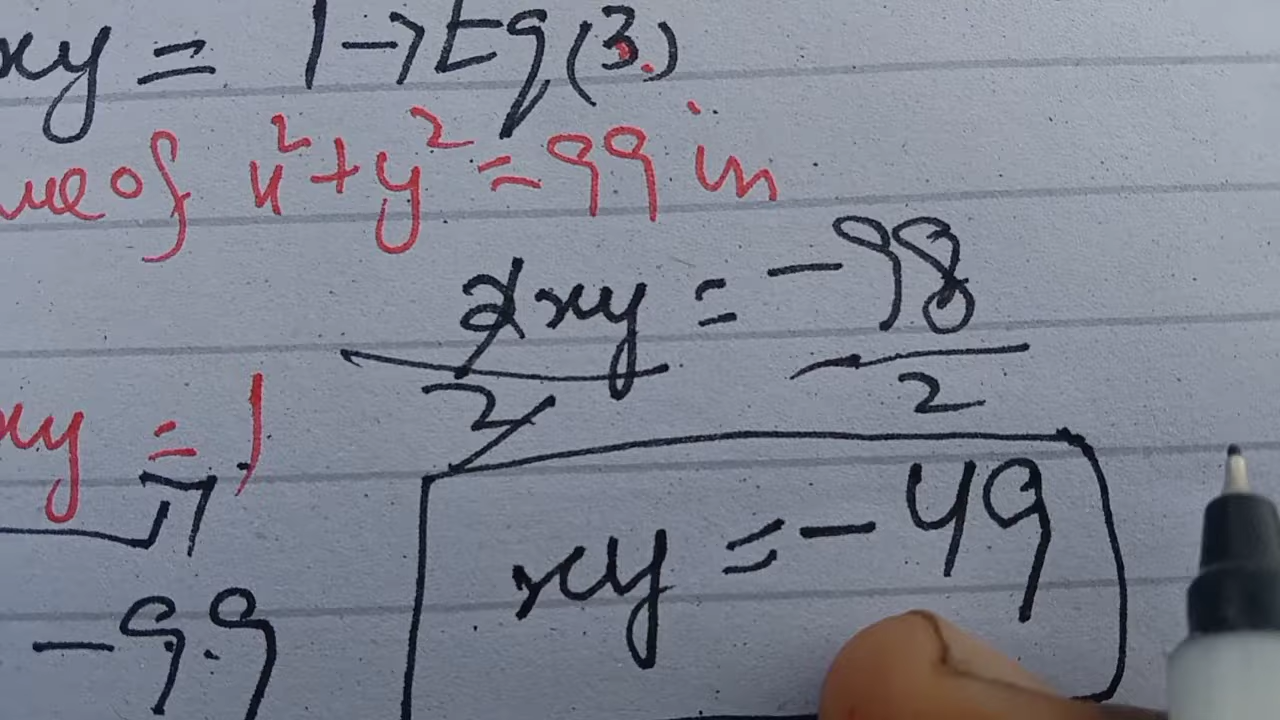 xy = 1 → Eq (3.)
ue of x² + y² = 99 in
2xy = -98
2 2
xy = 1
xy = -49
-99